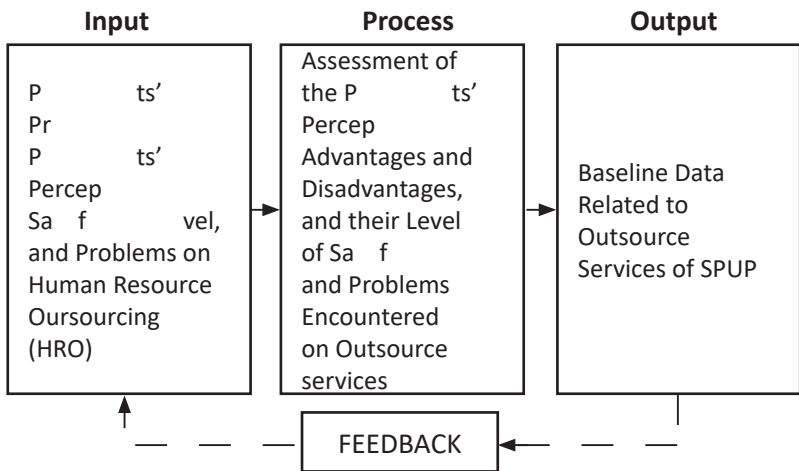 Input
P ts’
Pr
P ts’
Percep
Sa f vel,
and Problems on
Human Resource
Oursourcing
(HRO)
Process
Assessment of
the P ts’
Percep
Advantages and
Disadvantages,
and their Level
of Sa f
and Problems
Encountered
on Outsource
services
Output
Baseline Data
Related to
Outsource
Services of SPUP
FEEDBACK